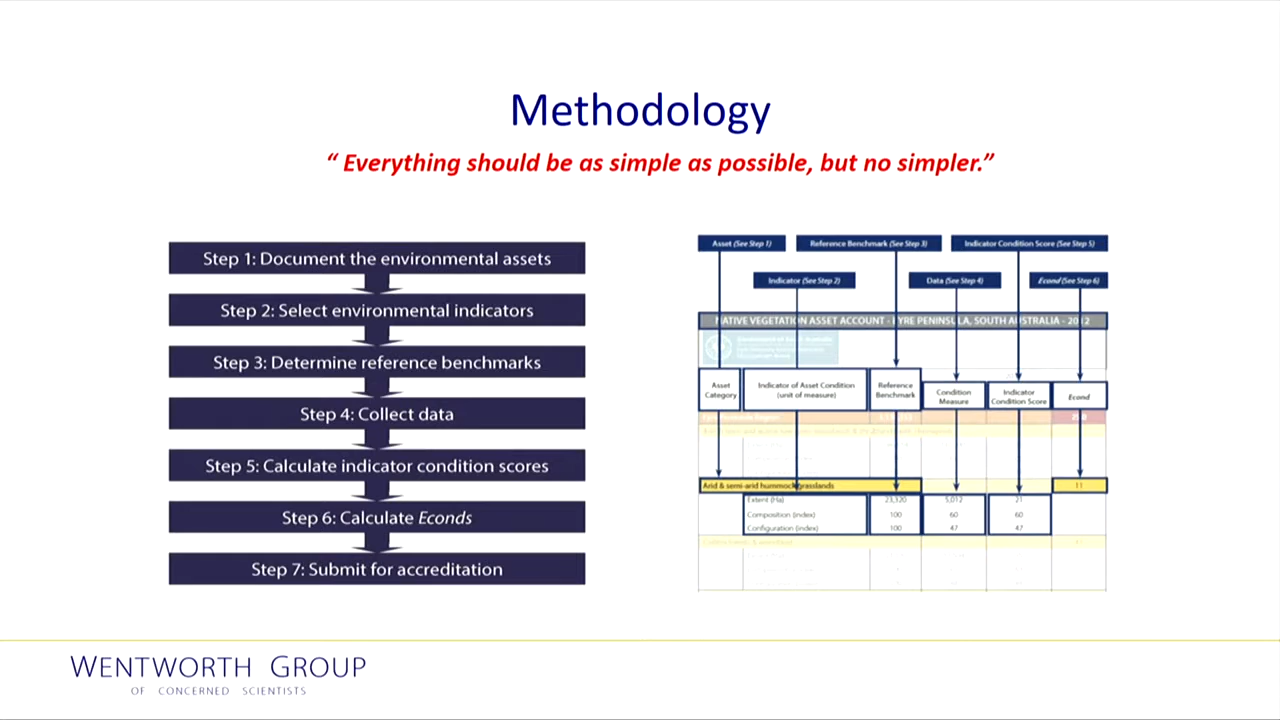 Methodology
“ Everything should be as simple as possible, but no simpler.”
Step 1: Document the environmental assets
Step 2: Select environmental indicators
Step 3: Determine reference benchmarks
Step 4: Collect data
Step 5: Calculate indicator condition scores
Step 6: Calculate Econds
Step 7: Submit for accreditation
Asset (See Step 1)
Reference Benchmark (See Step 3)
Indicator Condition Score (See Step 5)
Indicator (See Step 2)
Data (See Step 4)
Econd (See Step 6)
NATIVE VEGETATION ASSET ACCOUNT - EYRE PENINSULA, SOUTH AUSTRALIA - 2012
Asset Category
Indicator of Asset Condition (unit of measure)
Reference Benchmark
Condition Measure
Indicator Condition Score
Econd
Arid & semi-arid hummock grasslands 11
Extent (Ha) 23,320 5,012 21
Composition (index) 100 60 60
Configuration (index) 100 47 47
WENTWORTH GROUP
OF CONCERNED SCIENTISTS